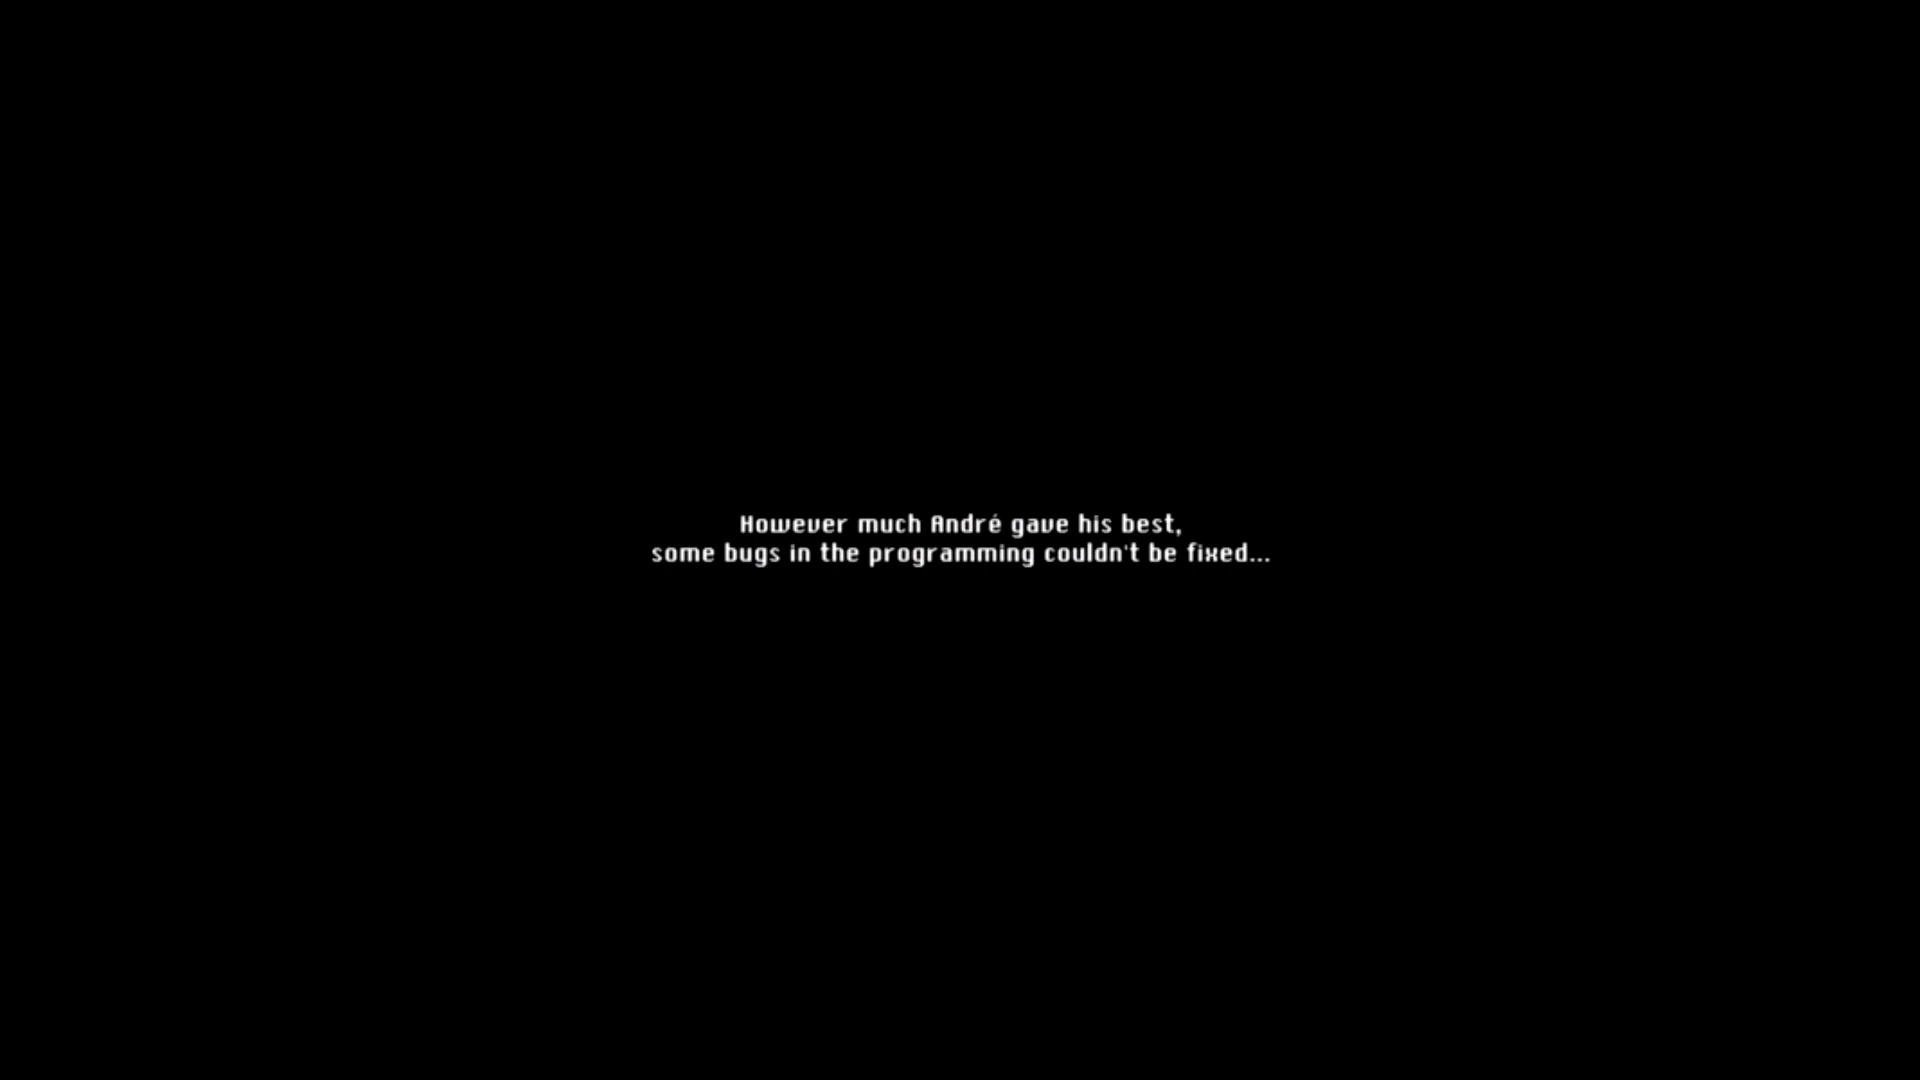 However much André gave his best,
some bugs in the programming couldn't be fixed...